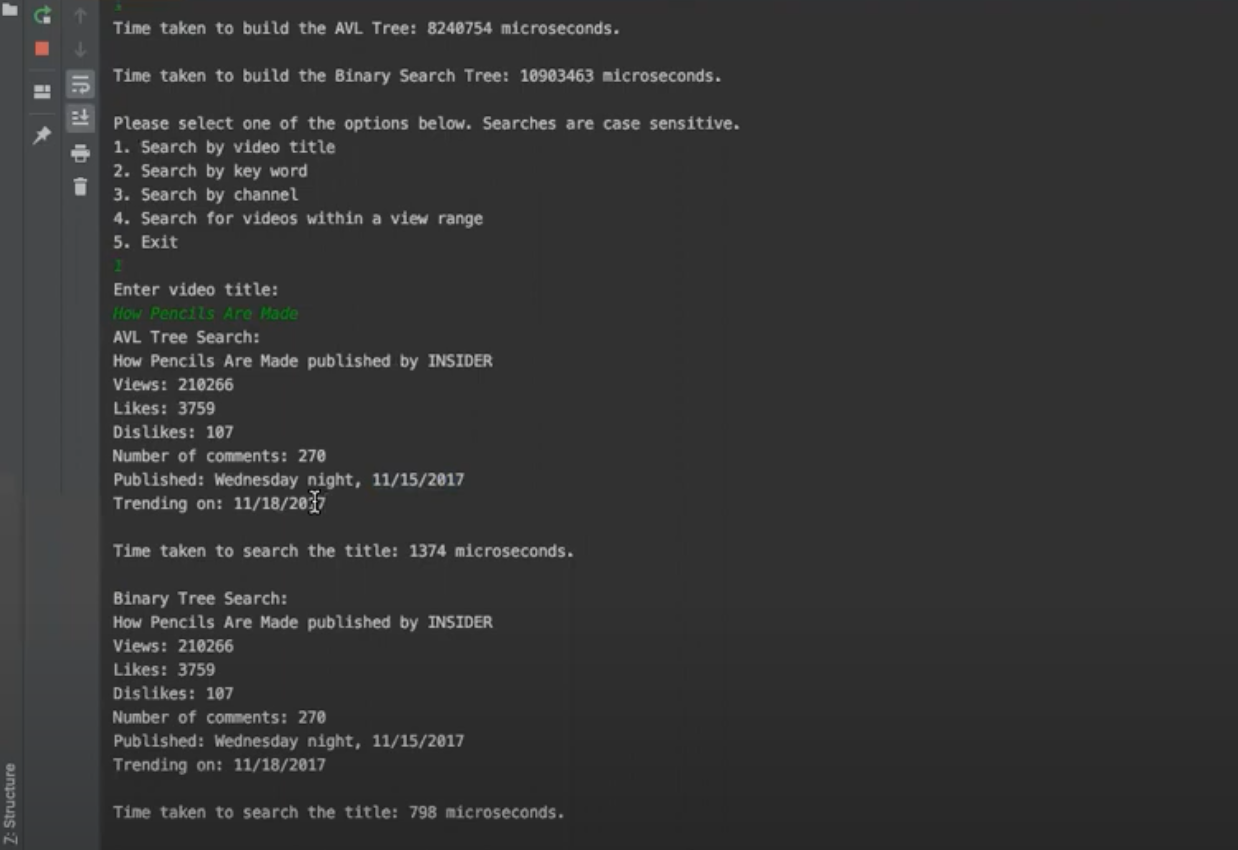 1
Time taken to build the AVL Tree: 8240754 microseconds.
Time taken to build the Binary Search Tree: 10903463 microseconds.
Please select one of the options below. Searches are case sensitive.
1. Search by video title
2. Search by key word
3. Search by channel
4. Search for videos within a view range
5. Exit
1
Enter video title:
How Pencils Are Made
AVL Tree Search:
How Pencils Are Made published by INSIDER
Views: 210266
Likes: 3759
Dislikes: 107
Number of comments: 270
Published: Wednesday night, 11/15/2017
Trending on: 11/18/2017
Time taken to search the title: 1374 microseconds.
Binary Tree Search:
How Pencils Are Made published by INSIDER
Views: 210266
Likes: 3759
Dislikes: 107
Number of comments: 270
Published: Wednesday night, 11/15/2017
Trending on: 11/18/2017
Time taken to search the title: 798 microseconds.
Z: Structure